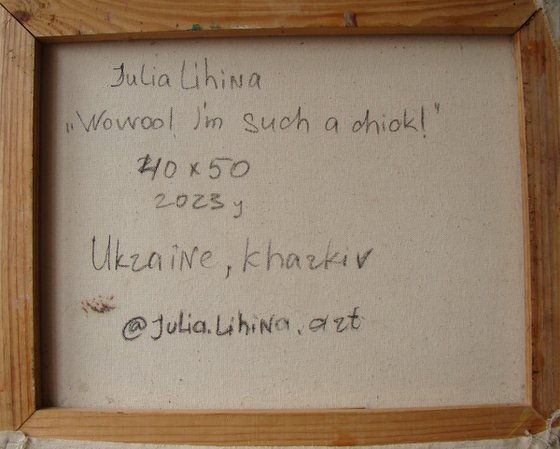 Julia Lihina
„Wowoo! I'm such a chick!"
40 x 50
2023 y
Ukraine, Kharkiv
@Julia.Lihina.art